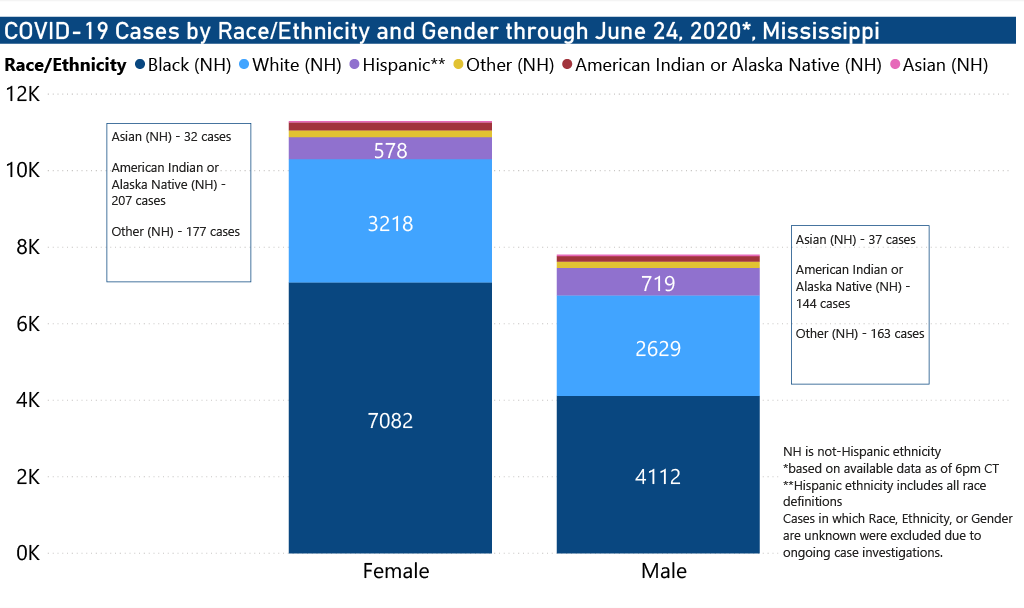 COVID-19 Cases by Race/Ethnicity and Gender through June 24, 2020*, Mississippi
Race/Ethnicity Black (NH) White (NH) Hispanic** Other (NH) American Indian or Alaska Native (NH) Asian (NH)
12K
10K
8K
6K
4K
2K
0K
Asian (NH) - 32 cases
American Indian or
Alaska Native (NH) -
207 cases
Other (NH) - 177 cases
578
3218
7082
719
2629
4112
Asian (NH) - 37 cases
American Indian or
Alaska Native (NH) -
144 cases
Other (NH) - 163 cases
NH is not-Hispanic ethnicity
*based on available data as of 6pm CT
**Hispanic ethnicity includes all race
definitions
Cases in which Race, Ethnicity, or Gender
are unknown were excluded due to
ongoing case investigations.
Female
Male